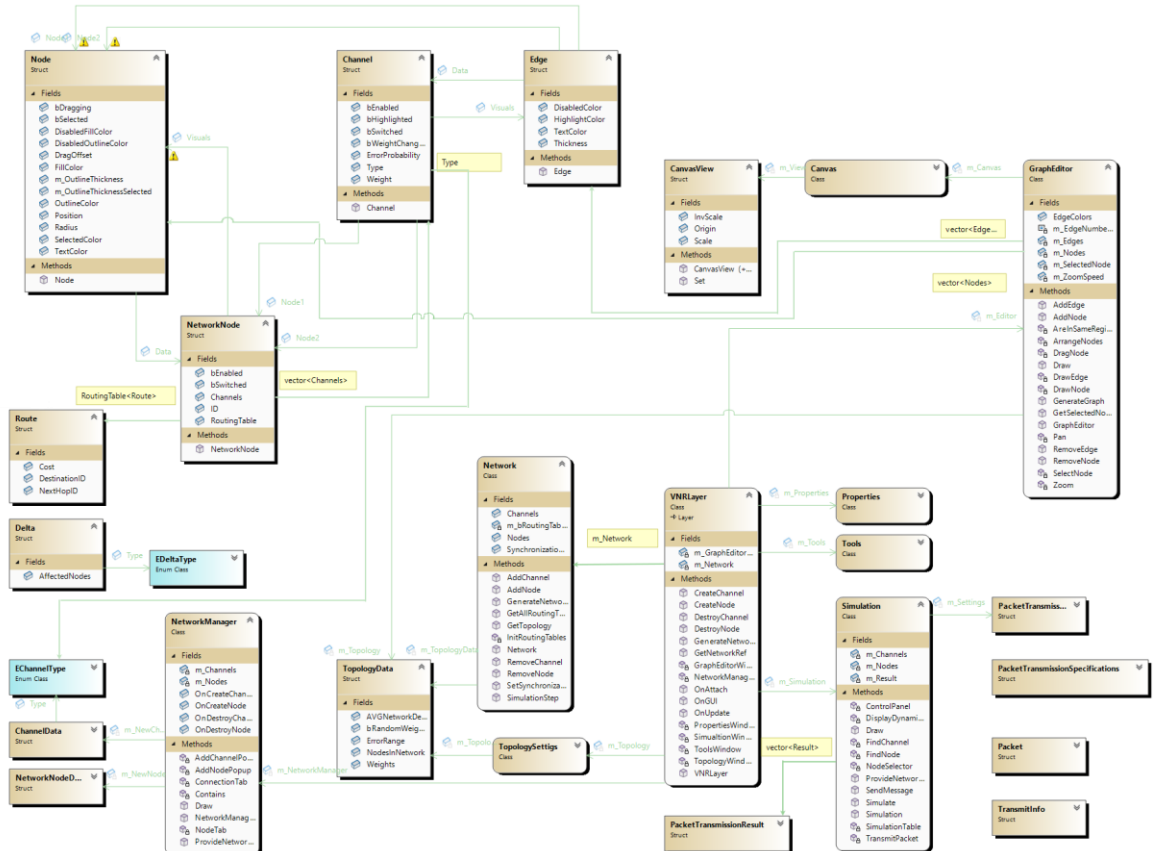 Node
Node2
Node
Struct
Fields
bDragging
bSelected
DisabledFillColor
DisabledOutlineColor
DragOffset
FillColor
m_OutlineThickness
m_OutlineThicknessSelected
OutlineColor
Position
Radius
SelectedColor
TextColor
Methods
Node
Channel
Struct
Fields
bEnabled
bHighlighted
bSwitched
bWeightChang...
ErrorProbability
Type
Weight
Methods
Channel
Data
Visuals
Type
Edge
Struct
Fields
DisabledColor
HighlightColor
TextColor
Thickness
Methods
Edge
Visuals
CanvasView
Struct
Fields
InvScale
Origin
Scale
Methods
CanvasView (+...
Set
m_View
Canvas
Class
m_Canvas
GraphEditor
Class
Fields
EdgeColors
m_EdgeNumbe...
m_Edges
m_Nodes
m_SelectedNode
m_ZoomSpeed
Methods
AddEdge
AddNode
AreInSameRegi...
ArrangeNodes
DragNode
Draw
DrawEdge
DrawNode
GenerateGraph
GetSelectedNo...
GraphEditor
Pan
RemoveEdge
RemoveNode
SelectNode
Zoom
vector<Edge...
vector<Nodes>
m_Editor
Node1
Node2
Data
NetworkNode
Struct
Fields
bEnabled
bSwitched
Channels
ID
RoutingTable
Methods
NetworkNode
vector<Channels>
RoutingTable<Route>
Route
Struct
Fields
Cost
DestinationID
NextHopID
Delta
Struct
Fields
AffectedNodes
Type
EDeltaType
Enum Class
Network
Class
Fields
Channels
m_bRoutingTab...
Nodes
Synchronizatio...
Methods
AddChannel
AddNode
GenerateNetwo...
GetAllRoutingT...
GetTopology
InitRoutingTables
Network
RemoveChannel
RemoveNode
SetSynchroniza...
SimulationStep
m_Network
VNRLayer
Class
Layer
Fields
m_GraphEditor...
m_Network
Methods
CreateChannel
CreateNode
DestroyChannel
DestroyNode
GenerateNetwo...
GetNetworkRef
GraphEditorWi...
NetworkManag...
OnAttach
OnGUI
OnUpdate
PropertiesWind...
SimualtionWin...
ToolsWindow
TopologyWind...
VNRLayer
m_Properties
Properties
Class
m_Tools
Tools
Class
Simulation
Class
Fields
m_Channels
m_Nodes
m_Result
Methods
ControlPanel
DisplayDynami...
Draw
FindChannel
FindNode
NodeSelector
ProvideNetwor...
SendMessage
Simulate
Simulation
SimulationTable
TransmitPacket
m_Settings
m_Simulation
vector<Result>
PacketTransmiss...
Struct
PacketTransmissionSpecifications
Struct
Packet
Struct
TransmitInfo
Struct
NetworkManager
Class
Fields
m_Channels
m_Nodes
OnCreateChan...
OnCreateNode
OnDestroyCha...
OnDestroyNode
Methods
AddChannelPo...
AddNodePopup
ConnectionTab
Contains
Draw
NetworkManag...
NodeTab
ProvideNetwor...
m_Topology
m_TopologyData
TopologyData
Struct
Fields
AVGNetworkDe...
bRandomWeig...
ErrorRange
NodesInNetwork
Weights
m_Topolo
TopologySettigs
Class
m_Topology
m_NetworkManager
EChannelType
Enum Class
Type
ChannelData
Struct
m_NewCh
NetworkNodeD...
Struct
m_NewNode
PacketTransmissionResult
Struct